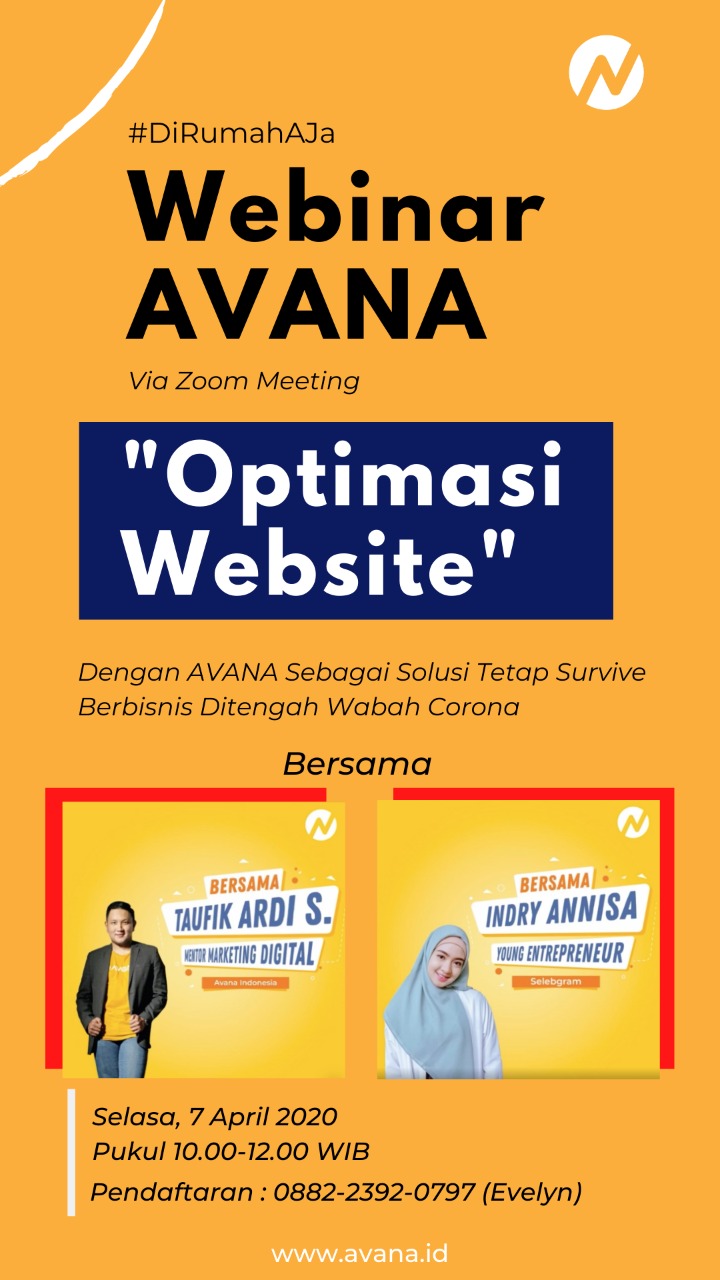 #DiRumahAJa
Webinar
AVANA
Via Zoom Meeting
"Optimasi
Website"
Dengan AVANA Sebagai Solusi Tetap Survive
Berbisnis Ditengah Wabah Corona
Bersama
BERSAMA
TAUFIK ARDI S.
MENTOR MARKETING DIGITAL
Avana Indonesia
BERSAMA
INDRY ANNISA
YOUNG ENTREPRENEUR
Selebgram
Selasa, 7 April 2020
Pukul 10.00-12.00 WIB
Pendaftaran : 0882-2392-0797 (Evelyn)
www.avana.id